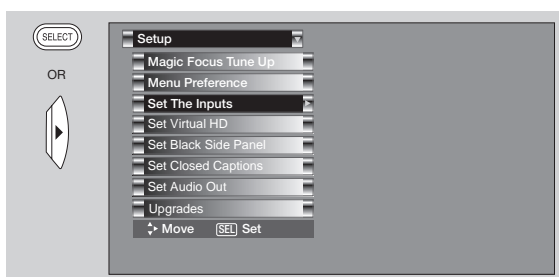 SELECT
OR
Setup
Magic Focus Tune Up
Menu Preference
Set The Inputs
Set Virtual HD
Set Black Side Panel
Set Closed Captions
Set Audio Out
Upgrades
Move SEL Set